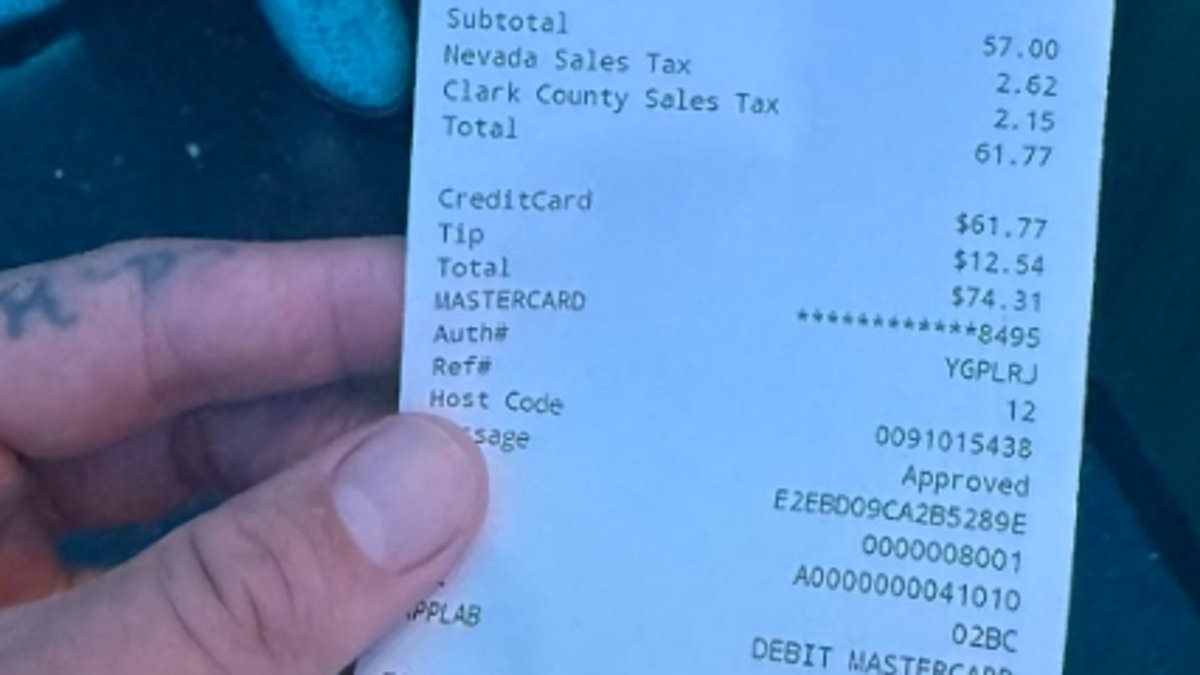 Subtotal 57.00
Nevada Sales Tax 2.62
Clark County Sales Tax 2.15
Total 61.77
CreditCard $61.77
Tip $12.54
Total $74.31
MASTERCARD ************8495
Auth# YGPLRJ
Ref# 12
Host Code 0091015438
sage Approved
E2EBD09CA2B5289E
0000008001
A0000000041010
02BC
PPLAB DEBIT MASTERCARD